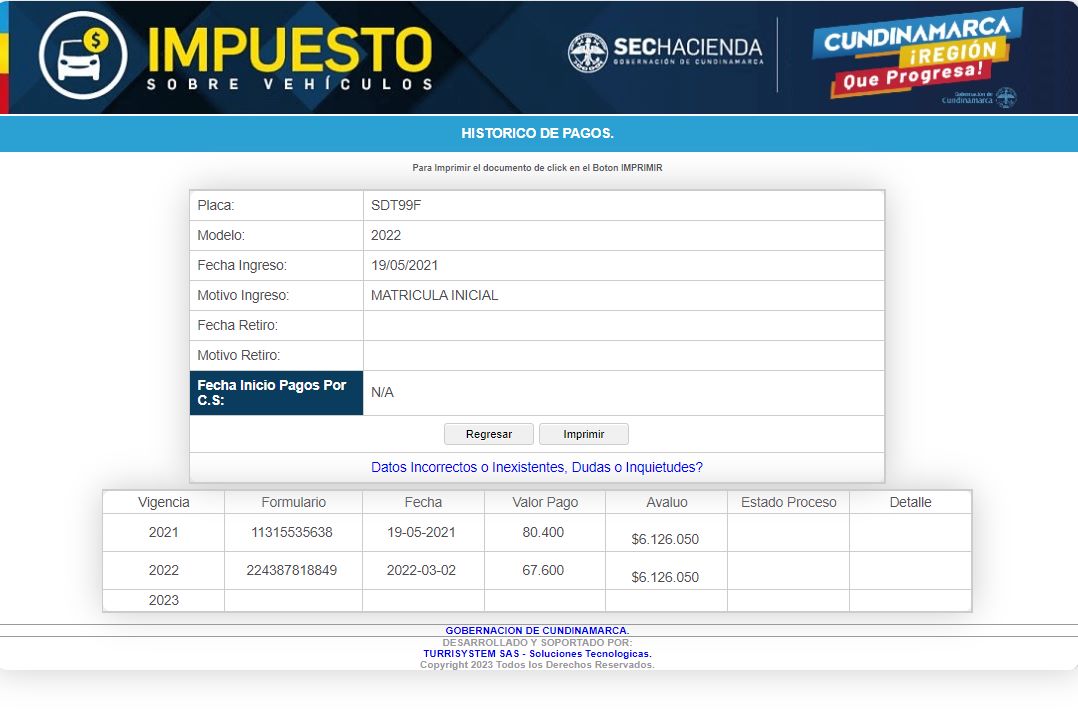 IMPUESTO
SOBRE VEHÍCULOS
SECHACIENDA
GOBERNACIÓN DE CUNDINAMARCA
CUNDINAMARCA
¡REGIÓN
Que Progresa!
Gobernación de
Cundinamarca
HISTORICO DE PAGOS.
Para Imprimir el documento de click en el Boton IMPRIMIR
Placa: SDT99F
Modelo: 2022
Fecha Ingreso: 19/05/2021
Motivo Ingreso: MATRICULA INICIAL
Fecha Retiro:
Motivo Retiro:
Fecha Inicio Pagos Por
C.S: N/A
Regresar Imprimir
Datos Incorrectos o Inexistentes, Dudas o Inquietudes?
Vigencia Formulario Fecha Valor Pago Avaluo Estado Proceso Detalle
2021 11315535638 19-05-2021 80.400 $6.126.050
2022 224387818849 2022-03-02 67.600 $6.126.050
2023
GOBERNACION DE CUNDINAMARCA.
DESARROLLADO Y SOPORTADO POR:
TURRISYSTEM SAS - Soluciones Tecnologicas.
Copyright 2023 Todos los Derechos Reservados.